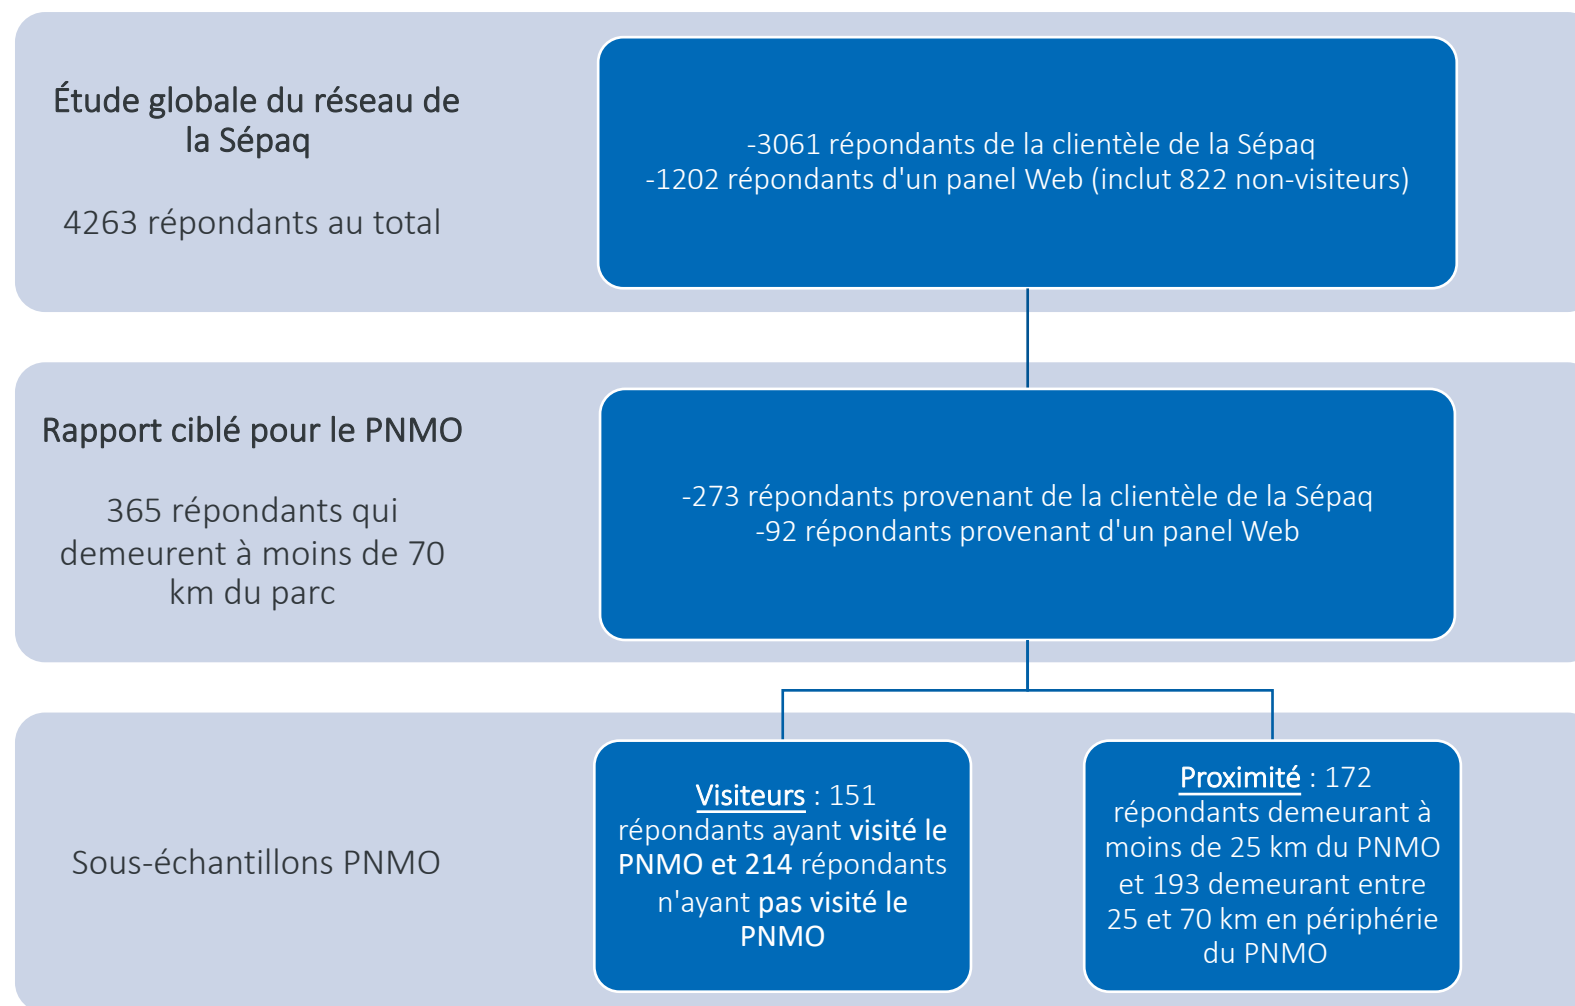 Étude globale du réseau de
la Sépaq
4263 répondants au total
-3061 répondants de la clientèle de la Sépaq
-1202 répondants d'un panel Web (inclut 822 non-visiteurs)
Rapport ciblé pour le PNMO
365 répondants qui
demeurent à moins de 70
km du parc
-273 répondants provenant de la clientèle de la Sépaq
-92 répondants provenant d'un panel Web
Sous-échantillons PNMO
Visiteurs : 151
répondants ayant visité le
PNMO et 214 répondants
n'ayant pas visité le
PNMO
Proximité : 172
répondants demeurant à
moins de 25 km du PNMO
et 193 demeurant entre
25 et 70 km en périphérie
du PNMO